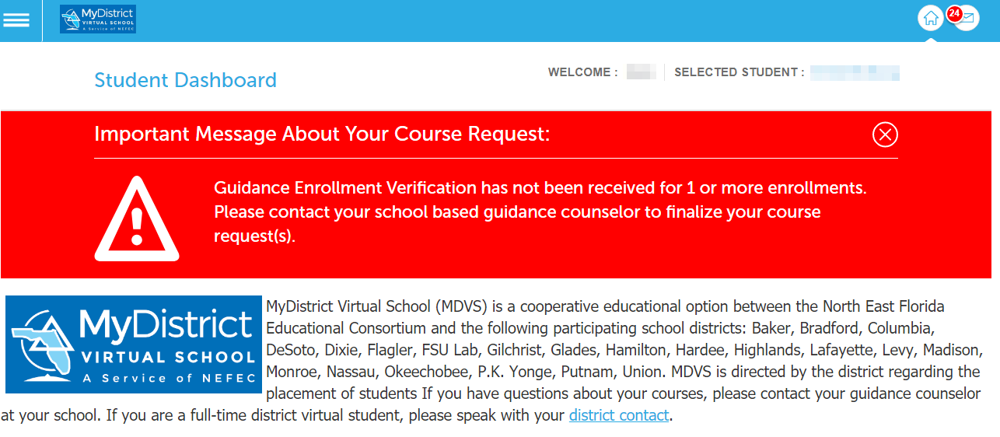 MyDistrict
VIRTUAL SCHOOL
A Service of NEFEC
24
Student Dashboard
WELCOME :
SELECTED STUDENT :
Important Message About Your Course Request:
Guidance Enrollment Verification has not been received for 1 or more enrollments.
Please contact your school based guidance counselor to finalize your course
request(s).
MyDistrict
VIRTUAL SCHOOL
A Service of NEFEC
MyDistrict Virtual School (MDVS) is a cooperative educational option between the North East Florida
Educational Consortium and the following participating school districts: Baker, Bradford, Columbia,
DeSoto, Dixie, Flagler, FSU Lab, Gilchrist, Glades, Hamilton, Hardee, Highlands, Lafayette, Levy, Madison,
Monroe, Nassau, Okeechobee, P.K. Yonge, Putnam, Union. MDVS is directed by the district regarding the
placement of students If you have questions about your courses, please contact your guidance counselor
at your school. If you are a full-time district virtual student, please speak with your district contact.